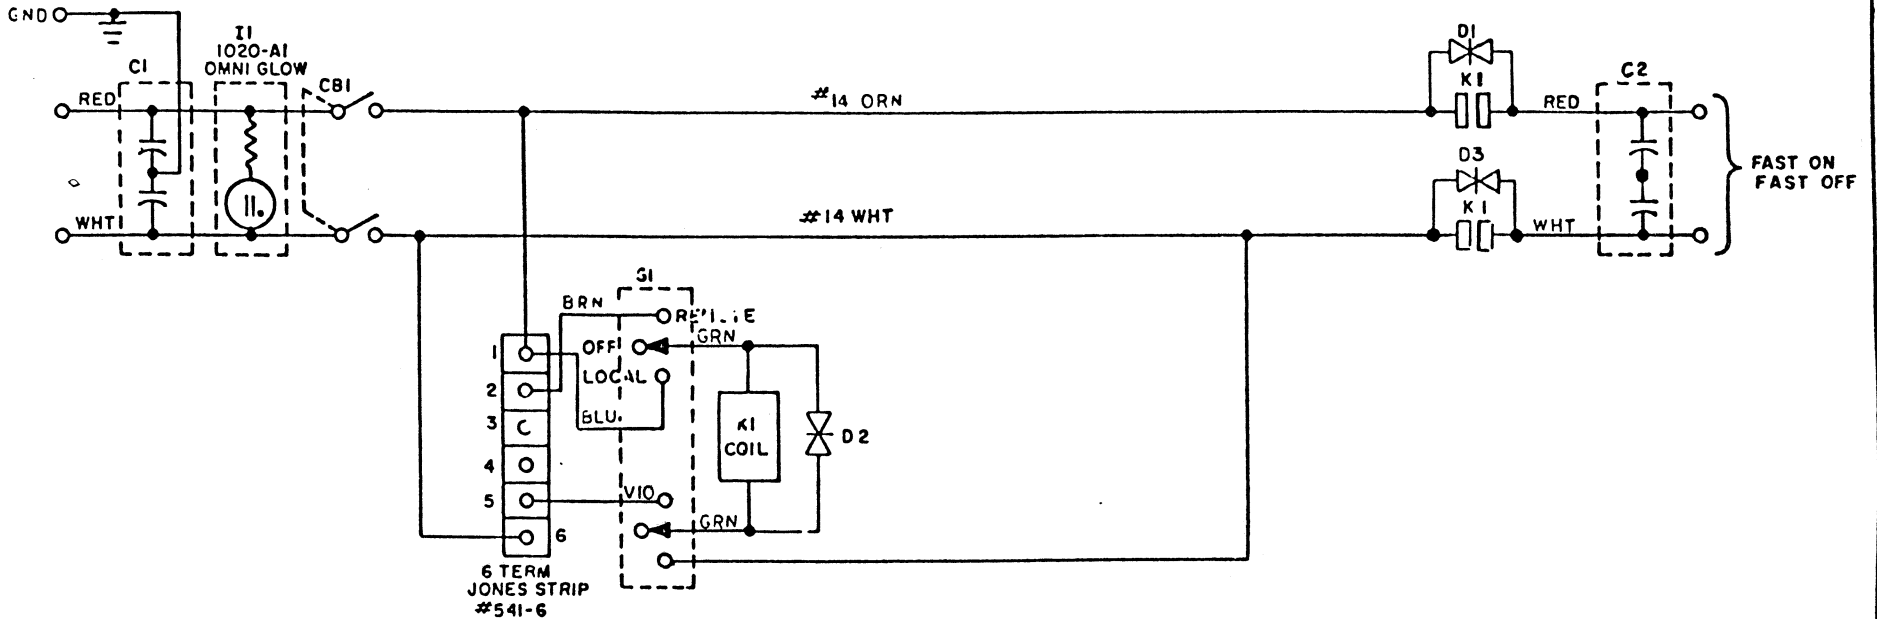 GND
I1
1020-A1
OMNI GLOW
C1
CB1
RED
WHT
#14 ORN
#14 WHT
D1
K1
RED
C2
D3
K1
WHT
FAST ON
FAST OFF
S1
BRN
GRN
OFF
LOCAL
BLU
1
2
3
C
4
5
6
K1
COIL
D2
VIO
GRN
6 TERM
JONES STRIP
#541-6